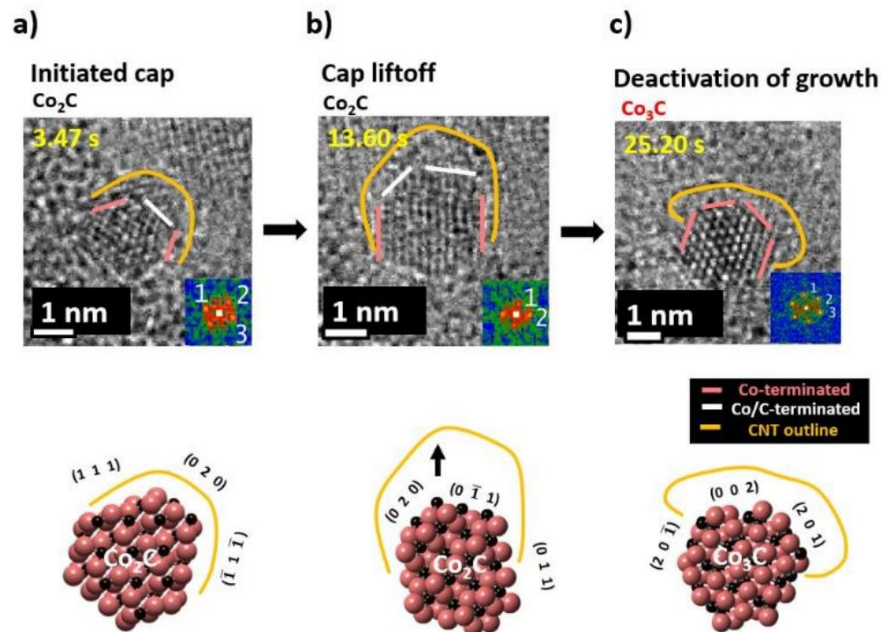 a)
Initiated cap
Co₂C
3.47 s
1 nm
1
2
3
b)
Cap liftoff
Co₂C
13.60 s
1 nm
1
2
c)
Deactivation of growth
Co₃C
25.20 s
1 nm
1
2
3
Co-terminated
Co/C-terminated
CNT outline
(1 1 1)
(0 2 0)
(1̅ 1 1̅)
Co₂C
(0 2 0)
(0 1̅ 1)
(0 1 1)
Co₂C
(2 0 1̅)
(0 0 2)
(2 0 1)
Co₃C